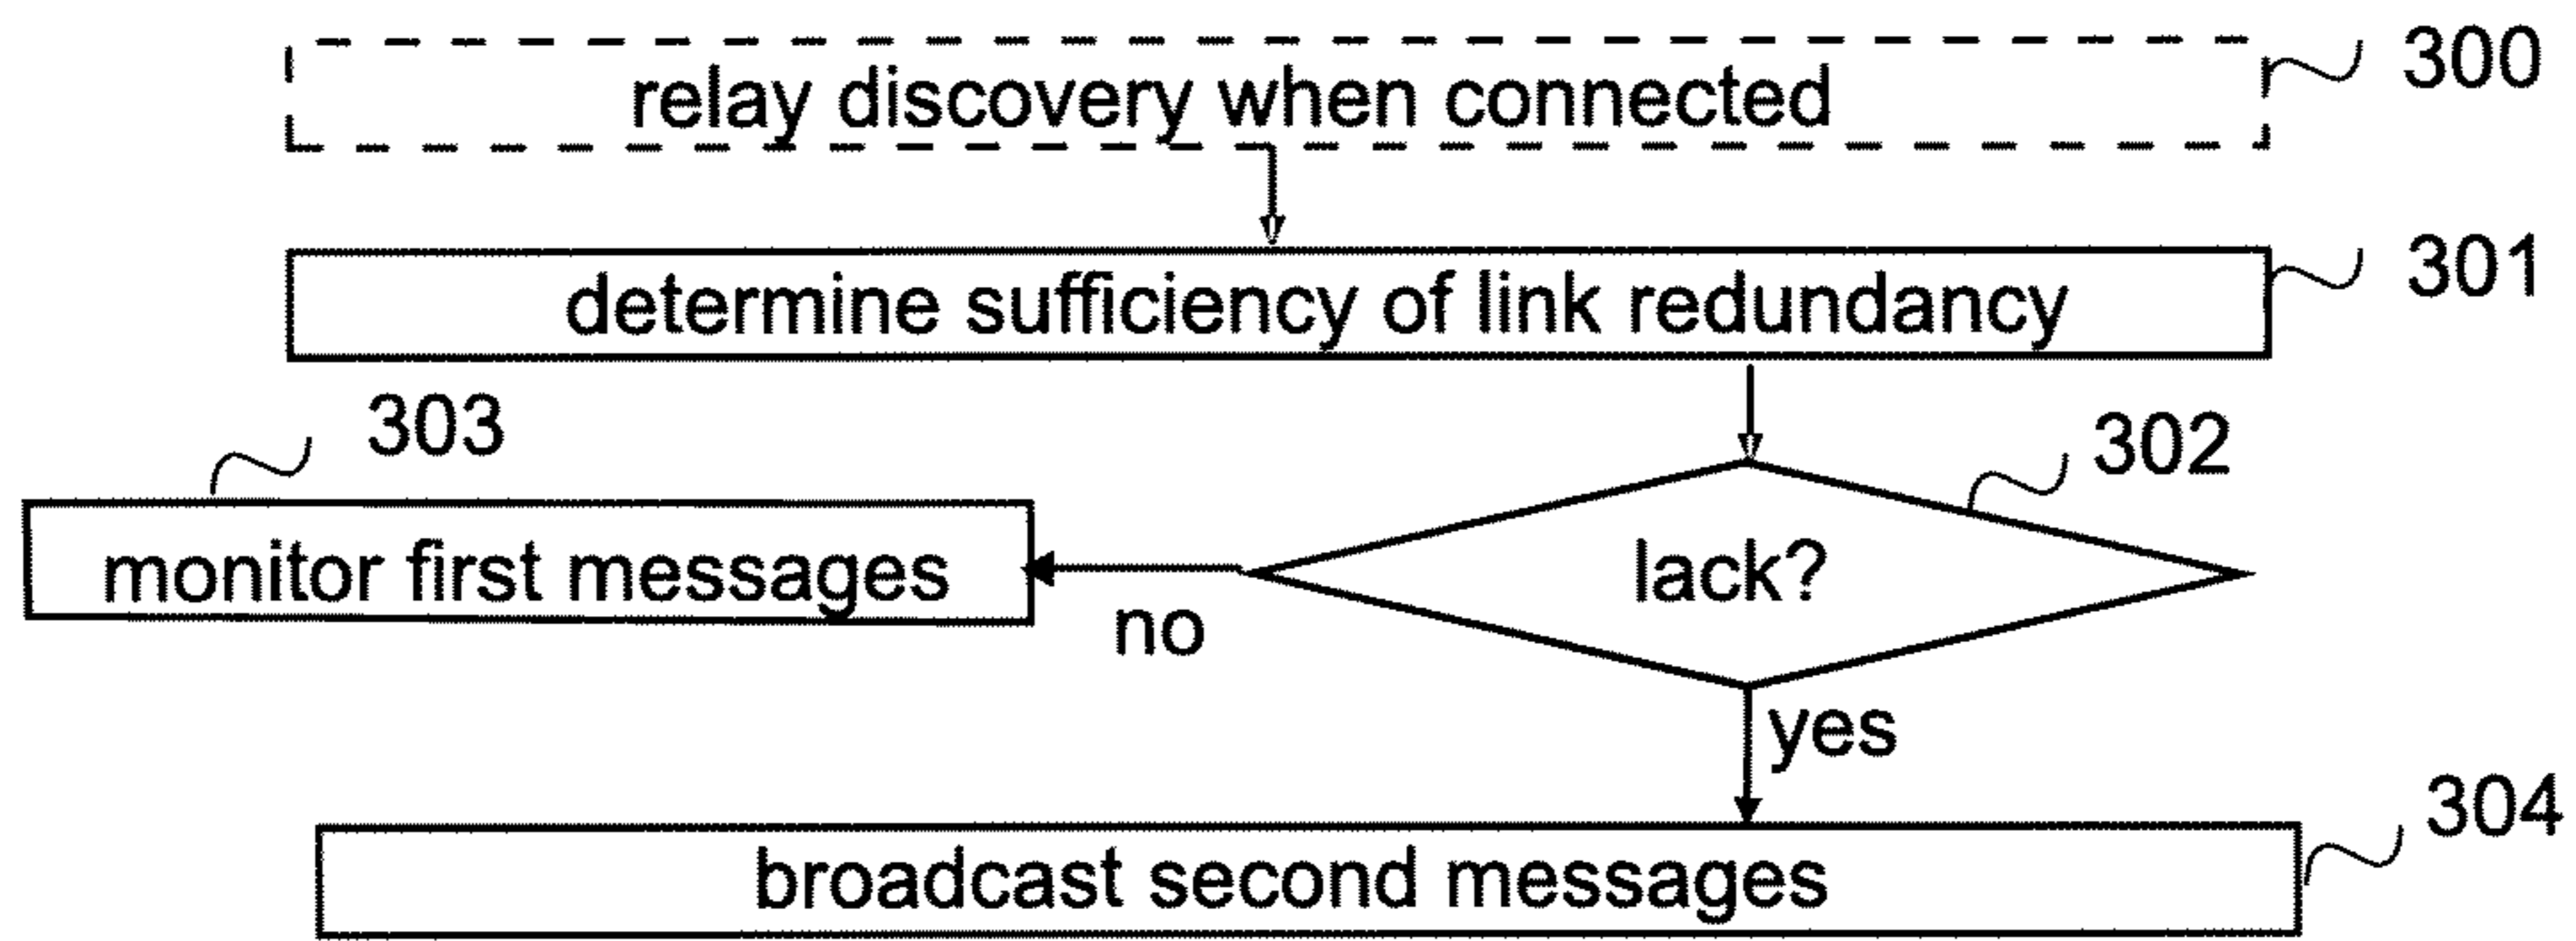 relay discovery when connected
300
determine sufficiency of link redundancy
301
303
302
monitor first messages
lack?
no
yes
304
broadcast second messages